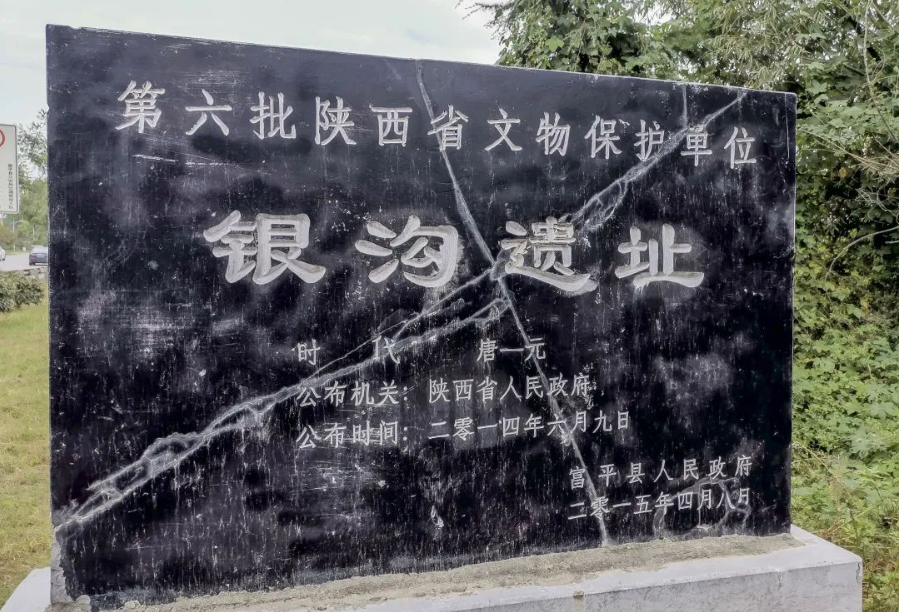 第六批陕西省文物保护单位
银沟遗址
时 代 唐—元
公布机关：陕西省人民政府
公布时间：二零一四年六月九日
富平县人民政府
二零一五年四月八月